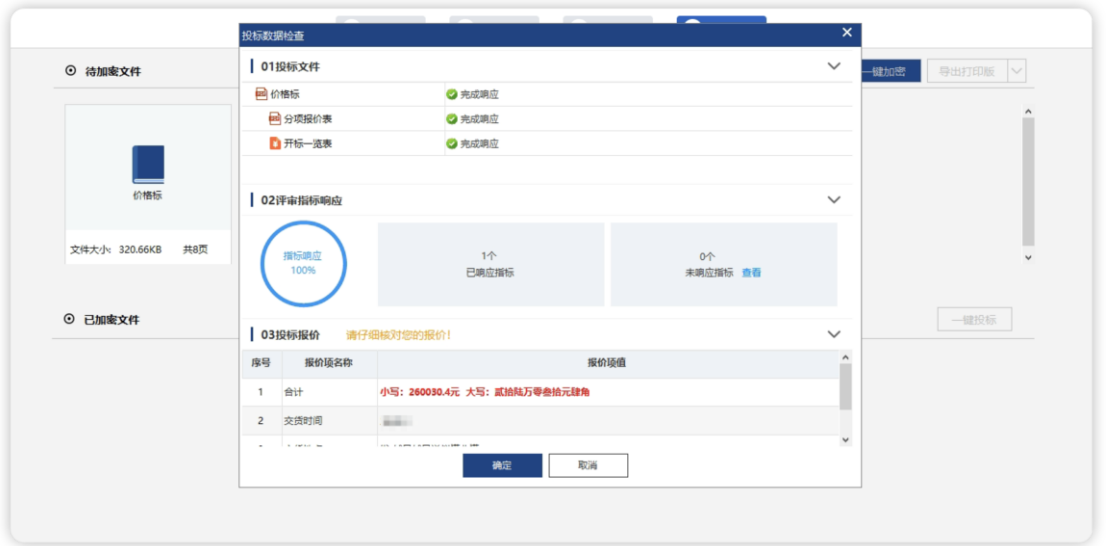 投标数据检查
01投标文件
待加密文件
一键加密
导出打印版
价格标
完成响应
分项报价表
完成响应
开标一览表
完成响应
价格标
文件大小: 320.66KB 共8页
02评审指标响应
指标响应
100%
1个
已响应指标
0个
未响应指标 查看
已加密文件
一键投标
03投标报价 请仔细核对您的报价!
序号 报价项名称 报价项值
1 合计 小写: 260030.4元 大写: 贰拾陆万零叁拾元肆角
2 交货时间
确定 取消